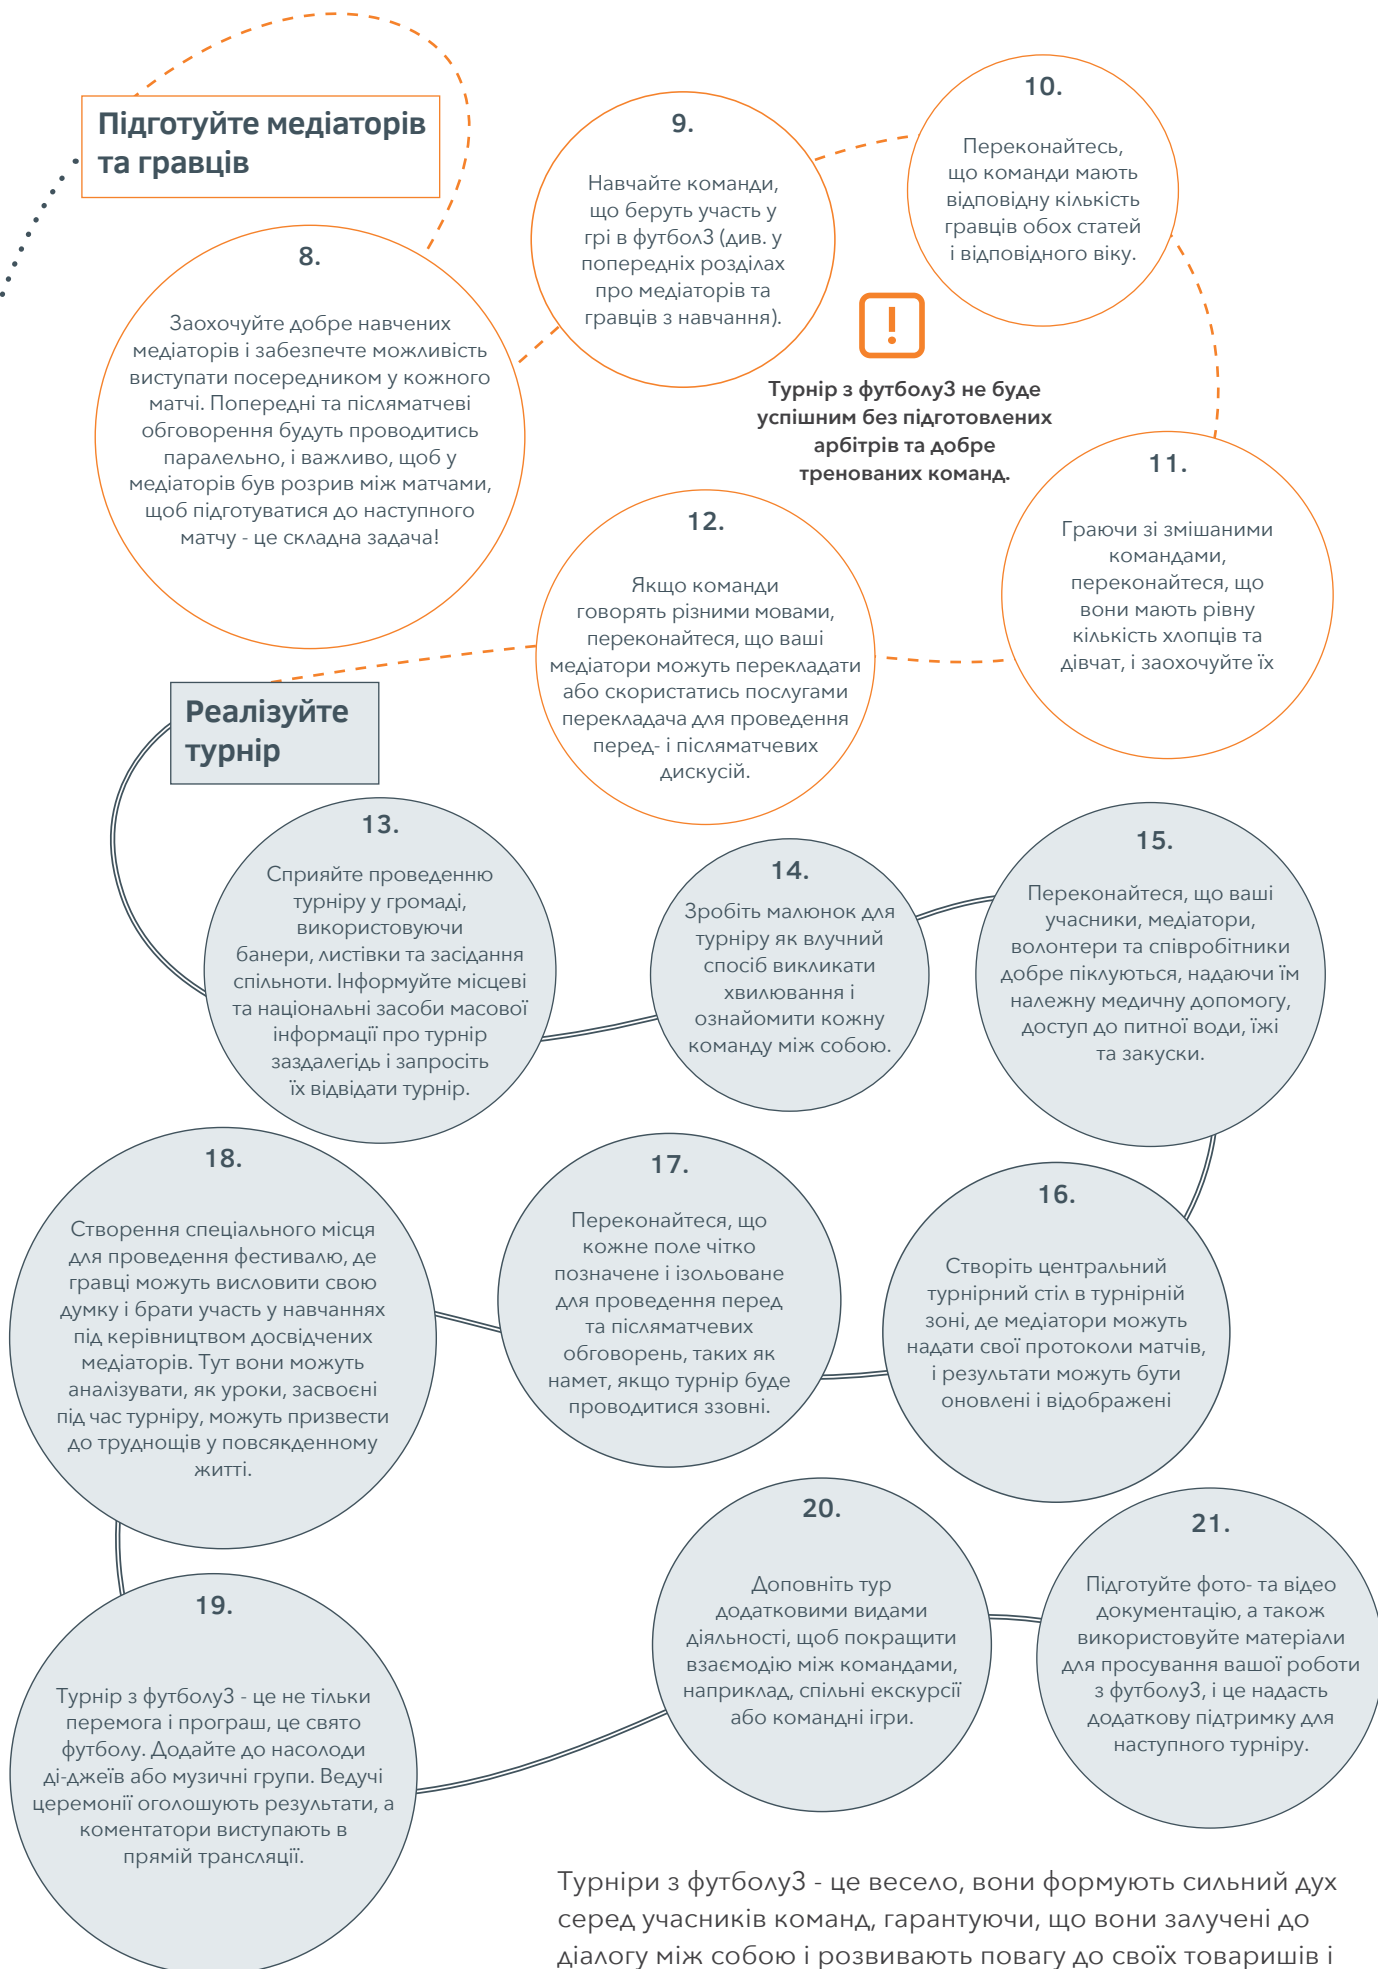 Підготуйте медіаторів
та гравців
8.
Заохочуйте добре навчених
медіаторів і забезпечте можливість
виступати посередником у кожного
матчі. Попередні та післяматчеві
обговорення будуть проводитись
паралельно, і важливо, щоб у
медіаторів був розрив між матчами,
щоб підготуватися до наступного
матчу - це складна задача!
9.
Навчайте команди,
що беруть участь у
грі в футбол3 (див. у
попередніх розділах
про медіаторів та
гравців з навчання).
10.
Переконайтесь,
що команди мають
відповідну кількість
гравців обох статей
і відповідного віку.
!
Турнір з футболу3 не буде
успішним без підготовлених
арбітрів та добре
тренованих команд.
11.
Граючи зі змішаними
командами,
переконайтеся, що
вони мають рівну
кількість хлопців та
дівчат, і заохочуйте їх
12.
Якщо команди
говорять різними мовами,
переконайтеся, що ваші
медіатори можуть перекладати
або скористатись послугами
перекладача для проведення
перед- і післяматчевих
дискусій.
Реалізуйте
турнір
13.
Сприяйте проведенню
турніру у громаді,
використовуючи
банери, листівки та засідання
спільноти. Інформуйте місцеві
та національні засоби масової
інформації про турнір
заздалегідь і запросіть
їх відвідати турнір.
14.
Зробіть малюнок для
турніру як влучний
спосіб викликати
хвилювання і
ознайомити кожну
команду між собою.
15.
Переконайтеся, що ваші
учасники, медіатори,
волонтери та співробітники
добре піклуються, надаючи їм
належну медичну допомогу,
доступ до питної води, їжі
та закуски.
16.
Створіть центральний
турнірний стіл в турнірній
зоні, де медіатори можуть
надати свої протоколи матчів,
і результати можуть бути
оновлені і відображені
17.
Переконайтеся, що
кожне поле чітко
позначене і ізольоване
для проведення перед
та післяматчевих
обговорень, таких як
намет, якщо турнір буде
проводитися ззовні.
18.
Створення спеціального місця
для проведення фестивалю, де
гравці можуть висловити свою
думку і брати участь у навчаннях
під керівництвом досвідчених
медіаторів. Тут вони можуть
аналізувати, як уроки, засвоєні
під час турніру, можуть призвести
до труднощів у повсякденному
житті.
19.
Турнір з футболу3 - це не тільки
перемога і програш, це свято
футболу. Додайте до насолоди
ді-джеїв або музичні групи. Ведучі
церемонії оголошують результати, а
коментатори виступають в
прямій трансляції.
20.
Доповніть тур
додатковими видами
діяльності, щоб покращити
взаємодію між командами,
наприклад, спільні екскурсії
або командні ігри.
21.
Підготуйте фото- та відео
документацію, а також
використовуйте матеріали
для просування вашої роботи
з футболу3, і це надасть
додаткову підтримку для
наступного турніру.
Турніри з футболу3 - це весело, вони формують сильний дух
серед учасників команд, гарантуючи, що вони залучені до
діалогу між собою і розвивають повагу до своїх товаришів і